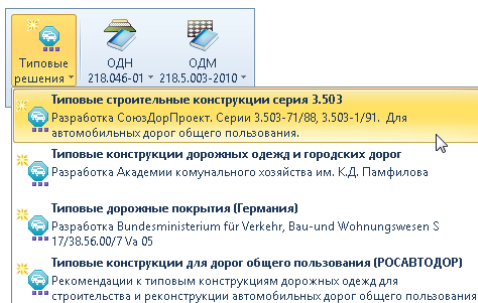 Типовые
решения
ОДН
218.046-01
ОДМ
218.5.003-2010
Типовые строительные конструкции серия 3.503
Разработка СоюзДорПроект. Серии 3.503-71/88, 3.503-1/91. Для
автомобильных дорог общего пользования.
Типовые конструкции дорожных одежд и городских дорог
Разработка Академии комунального хозяйства им. К.Д. Памфилова
Типовые дорожные покрытия (Германия)
Разработка Bundesministerium für Verkehr, Bau-und Wohnungswesen S
17/38.56.00/7 Va 05
Типовые конструкции для дорог общего пользования (РОСАВТОДОР)
Рекомендации к типовым конструкциям дорожных одежд для
строительства и реконструкции автомобильных дорог общего пользования